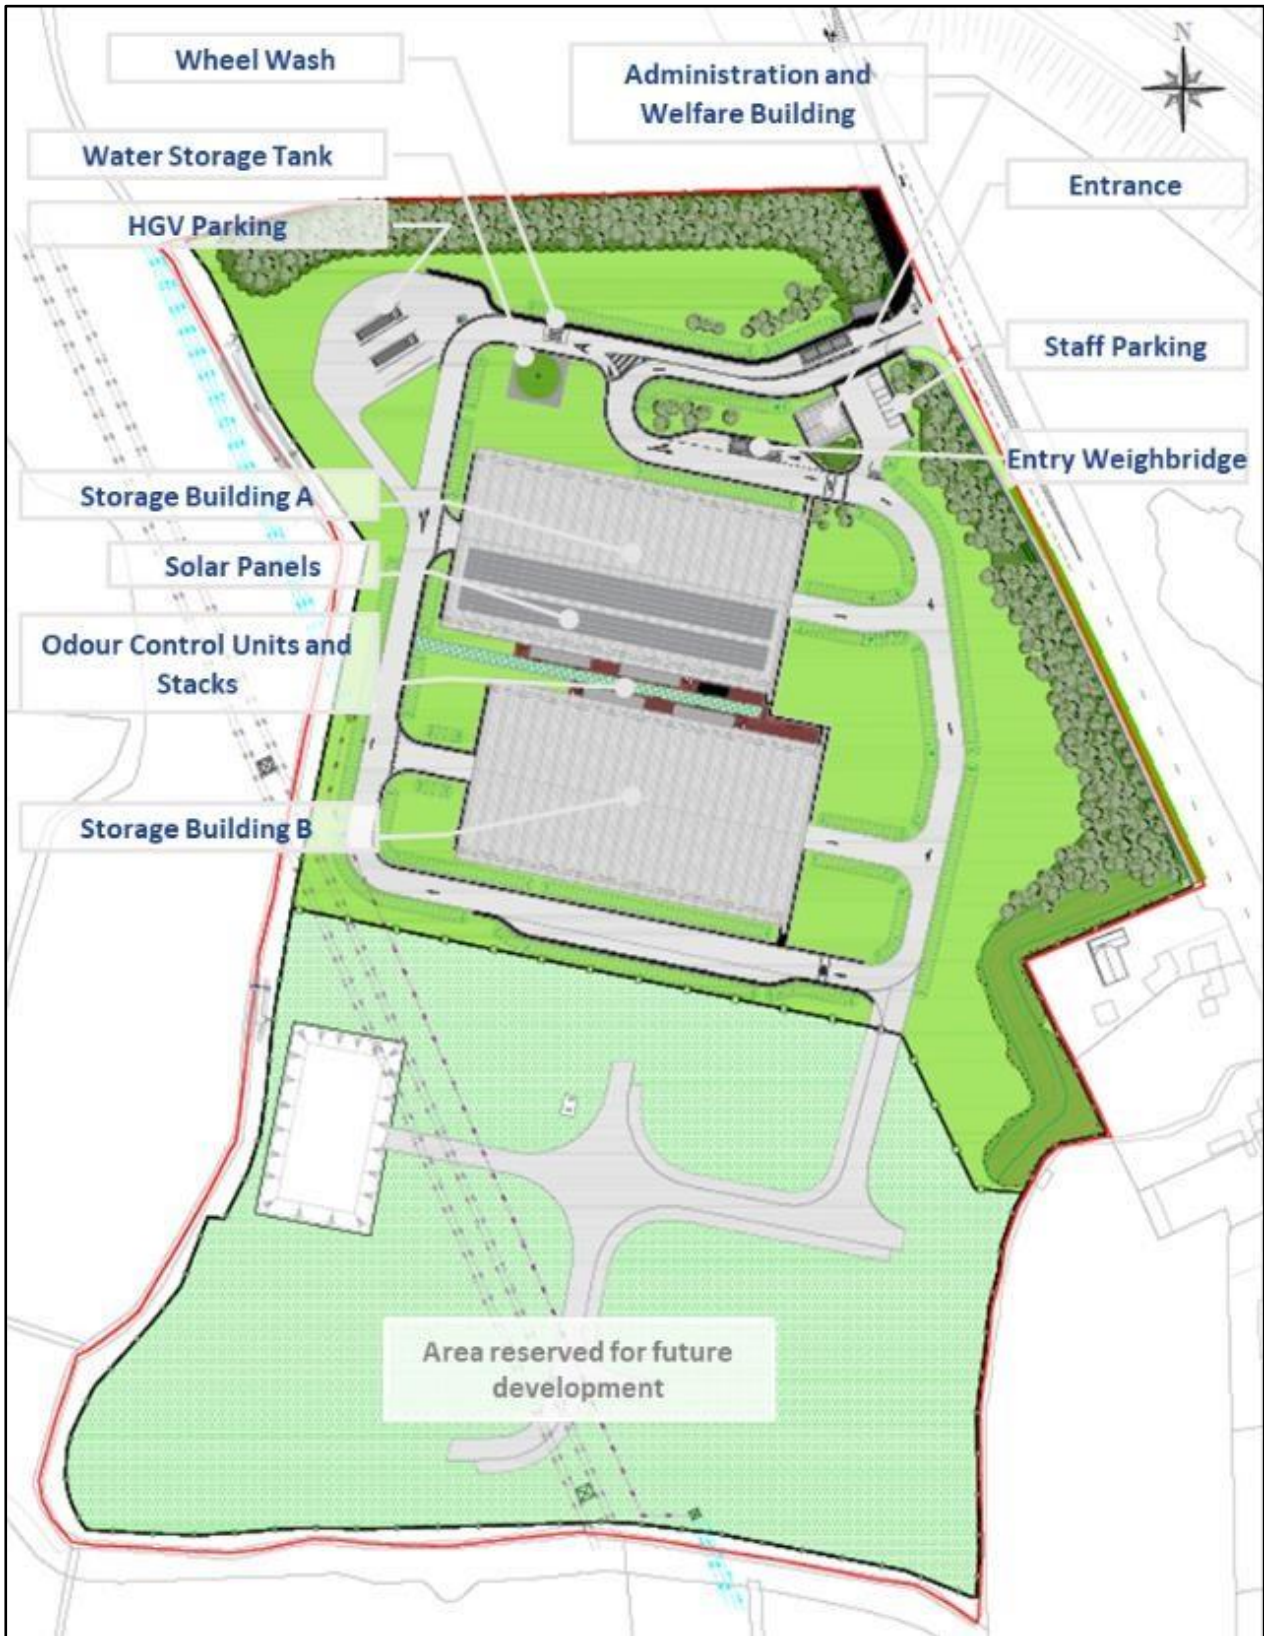 N
Wheel Wash
Administration and
Welfare Building
Water Storage Tank
Entrance
HGV Parking
Staff Parking
Entry Weighbridge
Storage Building A
Solar Panels
Odour Control Units and
Stacks
Storage Building B
Area reserved for future
development